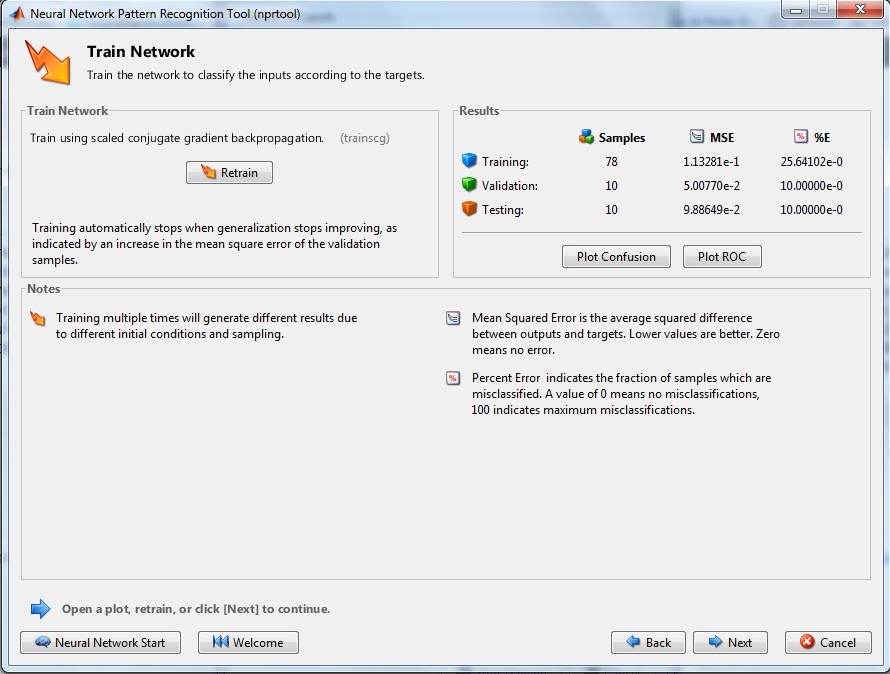 Neural Network Pattern Recognition Tool (nprtool)
Train Network
Train the network to classify the inputs according to the targets.
Train Network
Train using scaled conjugate gradient backpropagation. (trainscg)
Retrain
Training automatically stops when generalization stops improving, as
indicated by an increase in the mean square error of the validation
samples.
Results
Samples MSE %E
Training: 78 1.13281e-1 25.64102e-0
Validation: 10 5.00770e-2 10.00000e-0
Testing: 10 9.88649e-2 10.00000e-0
Plot Confusion Plot ROC
Notes
Training multiple times will generate different results due
to different initial conditions and sampling.
Mean Squared Error is the average squared difference
between outputs and targets. Lower values are better. Zero
means no error.
Percent Error indicates the fraction of samples which are
misclassified. A value of 0 means no misclassifications,
100 indicates maximum misclassifications.
Open a plot, retrain, or click [Next] to continue.
Neural Network Start Welcome Back Next Cancel